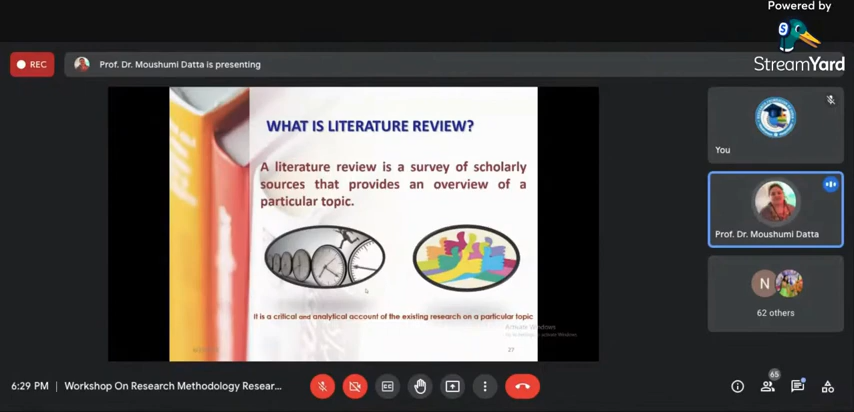 Powered by
S
StreamYard
REC
Prof. Dr. Moushumi Datta is presenting
WHAT IS LITERATURE REVIEW?
A literature review is a survey of scholarly
sources that provides an overview of a
particular topic.
It is a critical and analytical account of the existing research on a particular topic
Activate Windows
27
You
Prof. Dr. Moushumi Datta
N
62 others
6:29 PM | Workshop On Research Methodology Resear...
CC
65